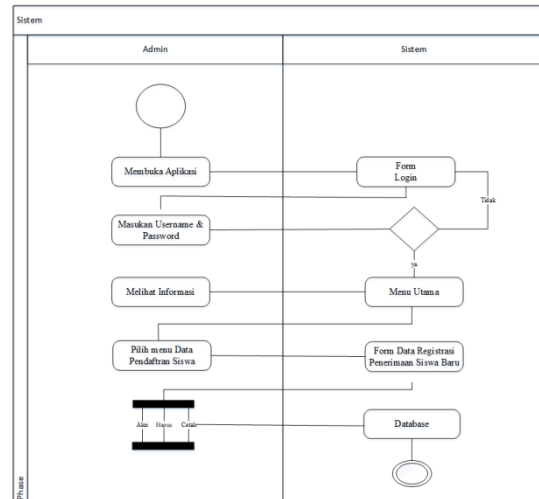 Sistem
Admin
Sistem
Membuka Aplikasi
Form
Login
Tidak
Masukan Username &
Password
ya
Melihat Informasi
Menu Utama
Pilih menu Data
Pendaftran Siswa
Form Data Registrasi
Penerimaan Siswa Baru
Hapus
Cetak
Database
Phase